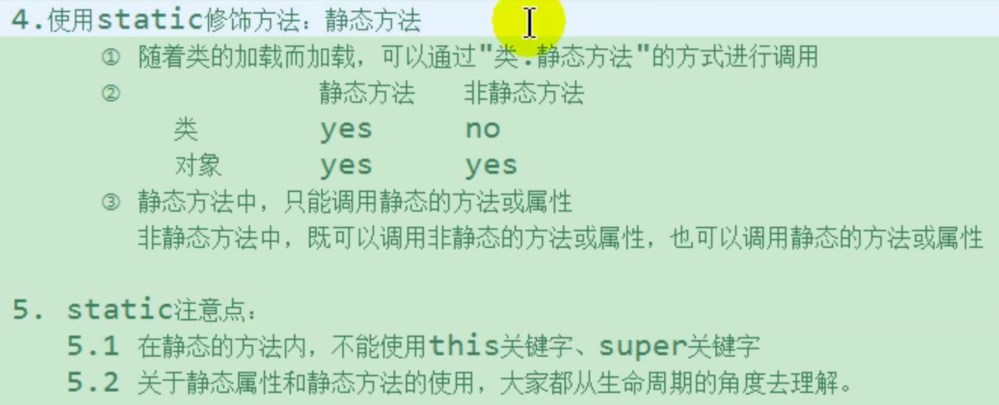 4.使用static修饰方法：静态方法
① 随着类的加载而加载，可以通过"类.静态方法"的方式进行调用
② 静态方法 非静态方法
类 yes no
对象 yes yes
③ 静态方法中，只能调用静态的方法或属性
非静态方法中，既可以调用非静态的方法或属性，也可以调用静态的方法或属性
5. static注意点：
5.1 在静态的方法内，不能使用this关键字、super关键字
5.2 关于静态属性和静态方法的使用，大家都从生命周期的角度去理解。